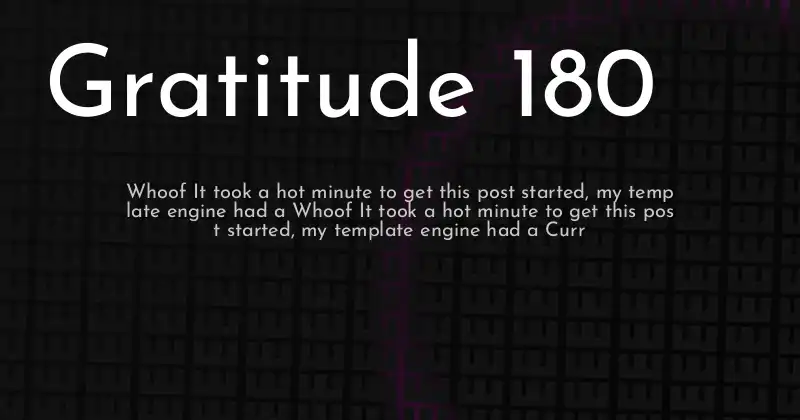 Gratitude 180
Whoof It took a hot minute to get this post started, my temp
late engine had a Whoof It took a hot minute to get this pos
t started, my template engine had a Curr